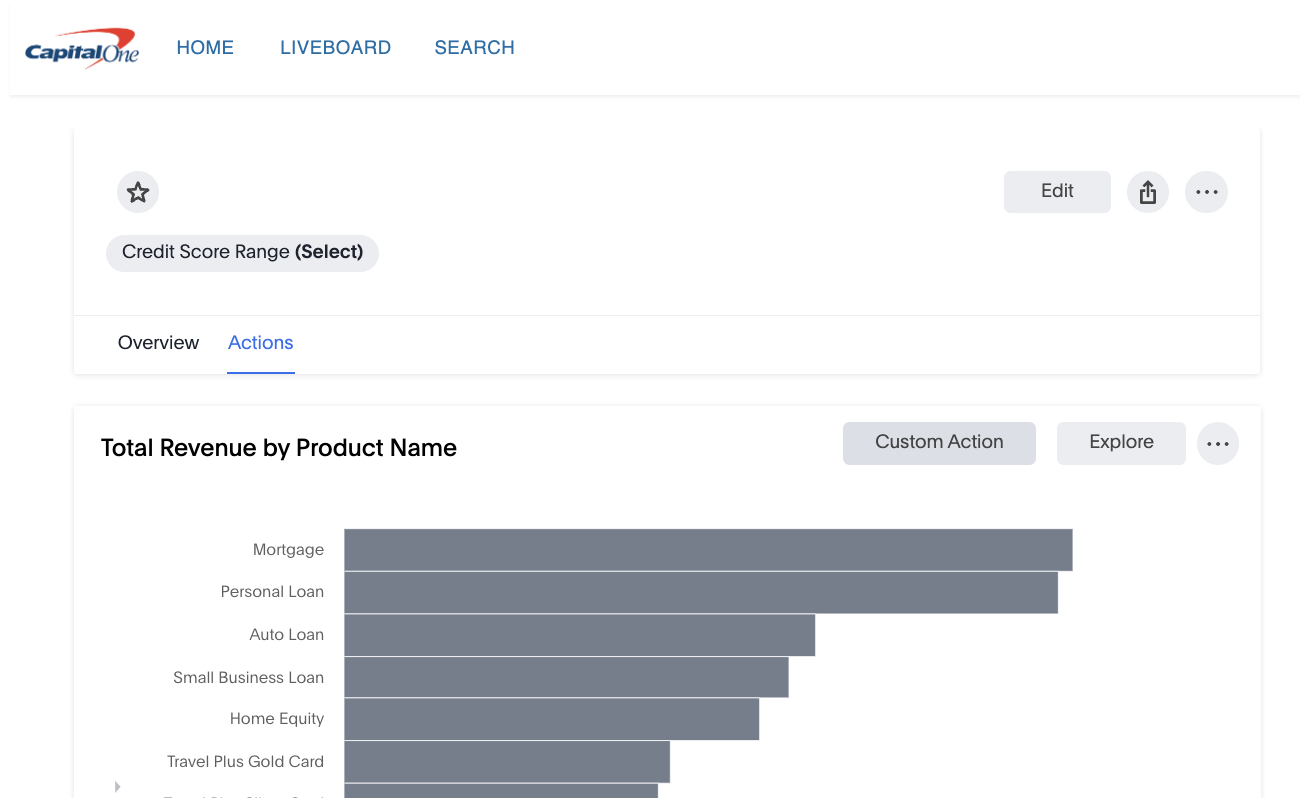 CapitalOne HOME LIVEBOARD SEARCH
Edit
Credit Score Range (Select)
Overview Actions
Total Revenue by Product Name Custom Action Explore
Mortgage
Personal Loan
Auto Loan
Small Business Loan
Home Equity
Travel Plus Gold Card